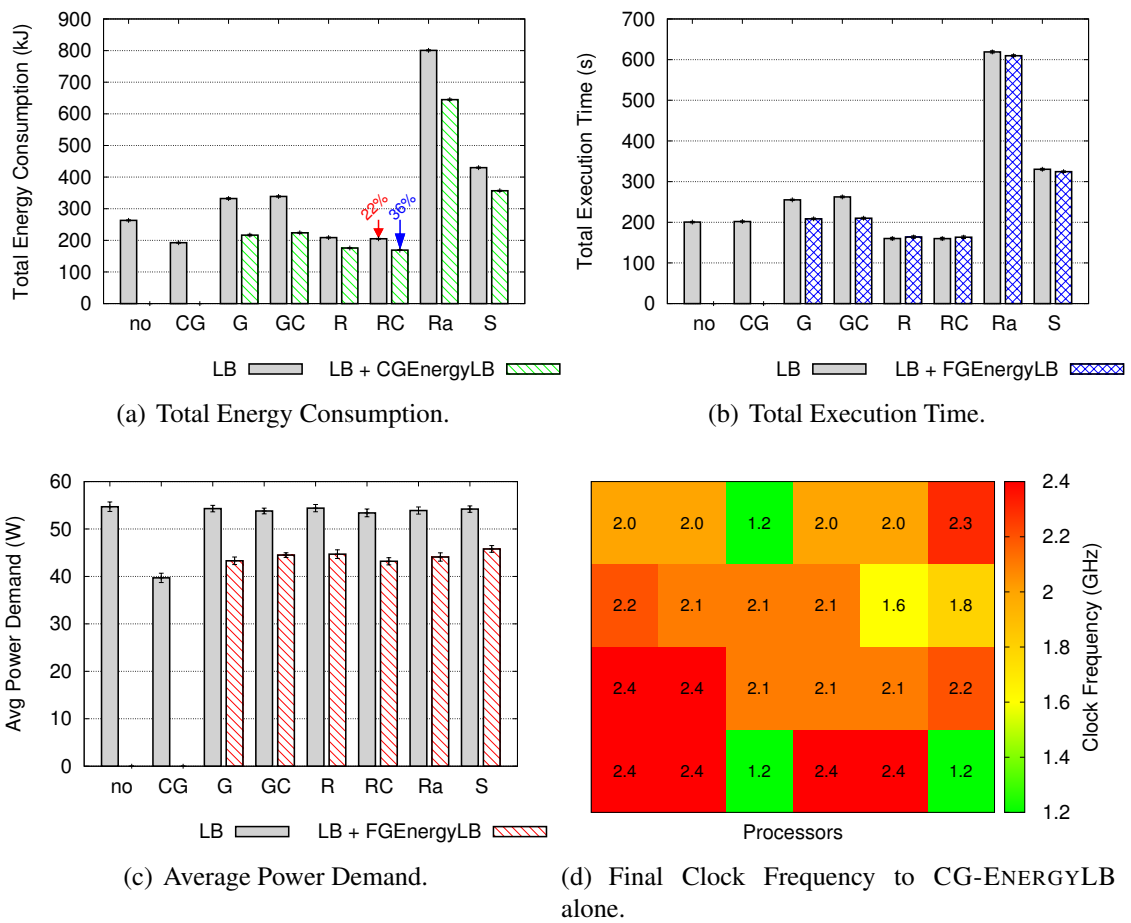 Total Energy Consumption (kJ)
900
800
700
600
500
400
300
200
100
0
22%
36%
no CG G GC R RC Ra S
LB LB + CGEnergyLB
(a) Total Energy Consumption.
Total Execution Time (s)
700
600
500
400
300
200
100
0
no CG G GC R RC Ra S
LB LB + FGEnergyLB
(b) Total Execution Time.
Avg Power Demand (W)
60
50
40
30
20
10
0
no CG G GC R RC Ra S
LB LB + FGEnergyLB
(c) Average Power Demand.
2.0 2.0 1.2 2.0 2.0 2.3
2.2 2.1 2.1 2.1 1.6 1.8
2.4 2.4 2.1 2.1 2.1 2.2
2.4 2.4 1.2 2.4 2.4 1.2
Processors
2.4
2.2
2
1.8
1.6
1.4
1.2
Clock Frequency (GHz)
(d) Final Clock Frequency to CG-ENERGYLB
alone.